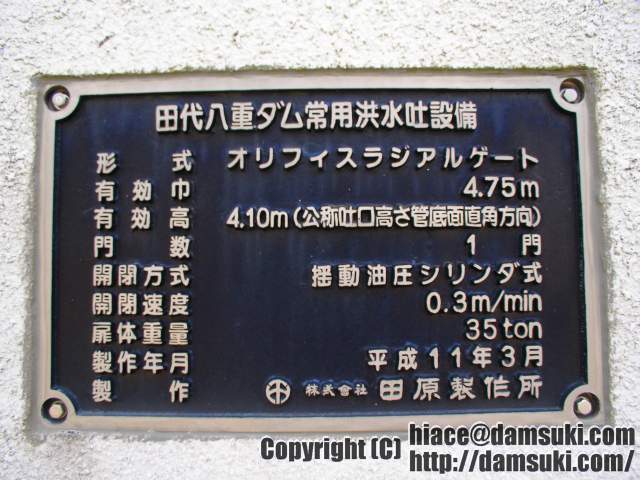 田代八重ダム常用洪水吐設備
形式 オリフィスラジアルゲート
有効巾 4.75m
有効高 4.10m(公称吐口高さ管底面直角方向)
門数 1門
開閉方式 揺動油圧シリンダ式
開閉速度 0.3m/min
扉体重量 35ton
製作年月 平成11年3月
製作 株式會社 田原製作所
Copyright (C) hiace@damsuki.com
http://damsuki.com/